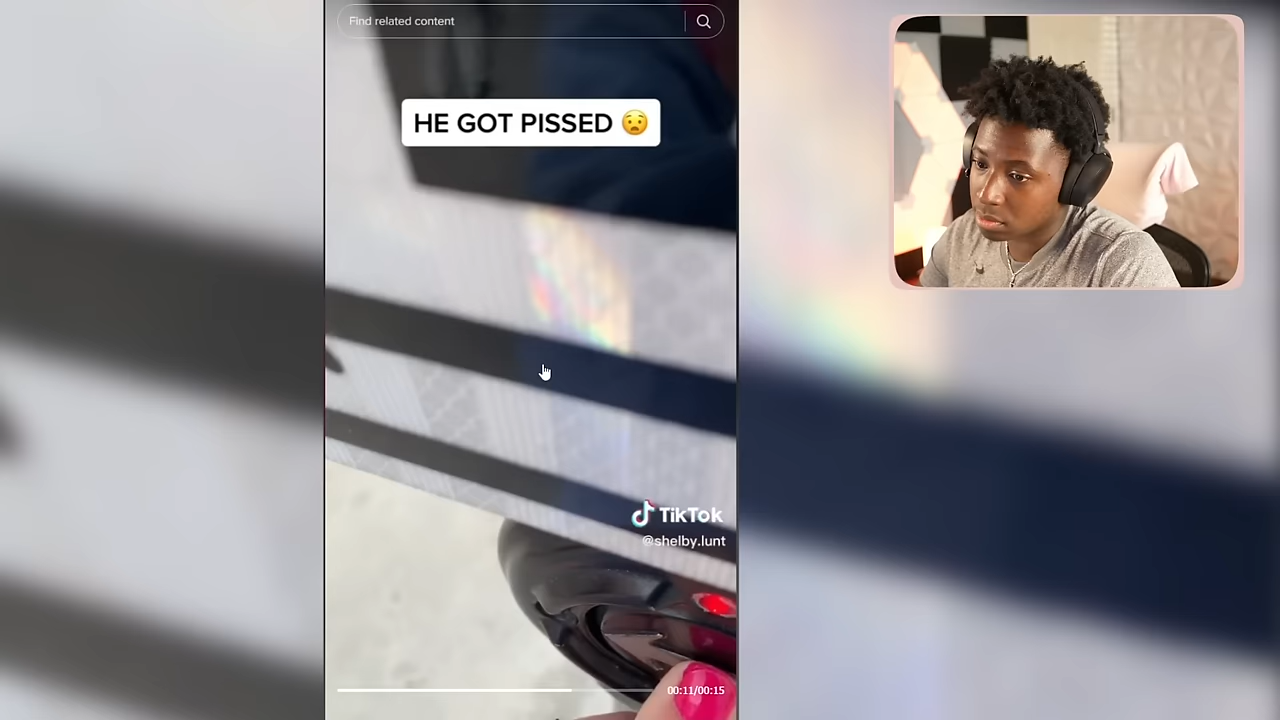 Find related content
HE GOT PISSED 😧
TikTok
@shelby.lunt
00:11/00:15